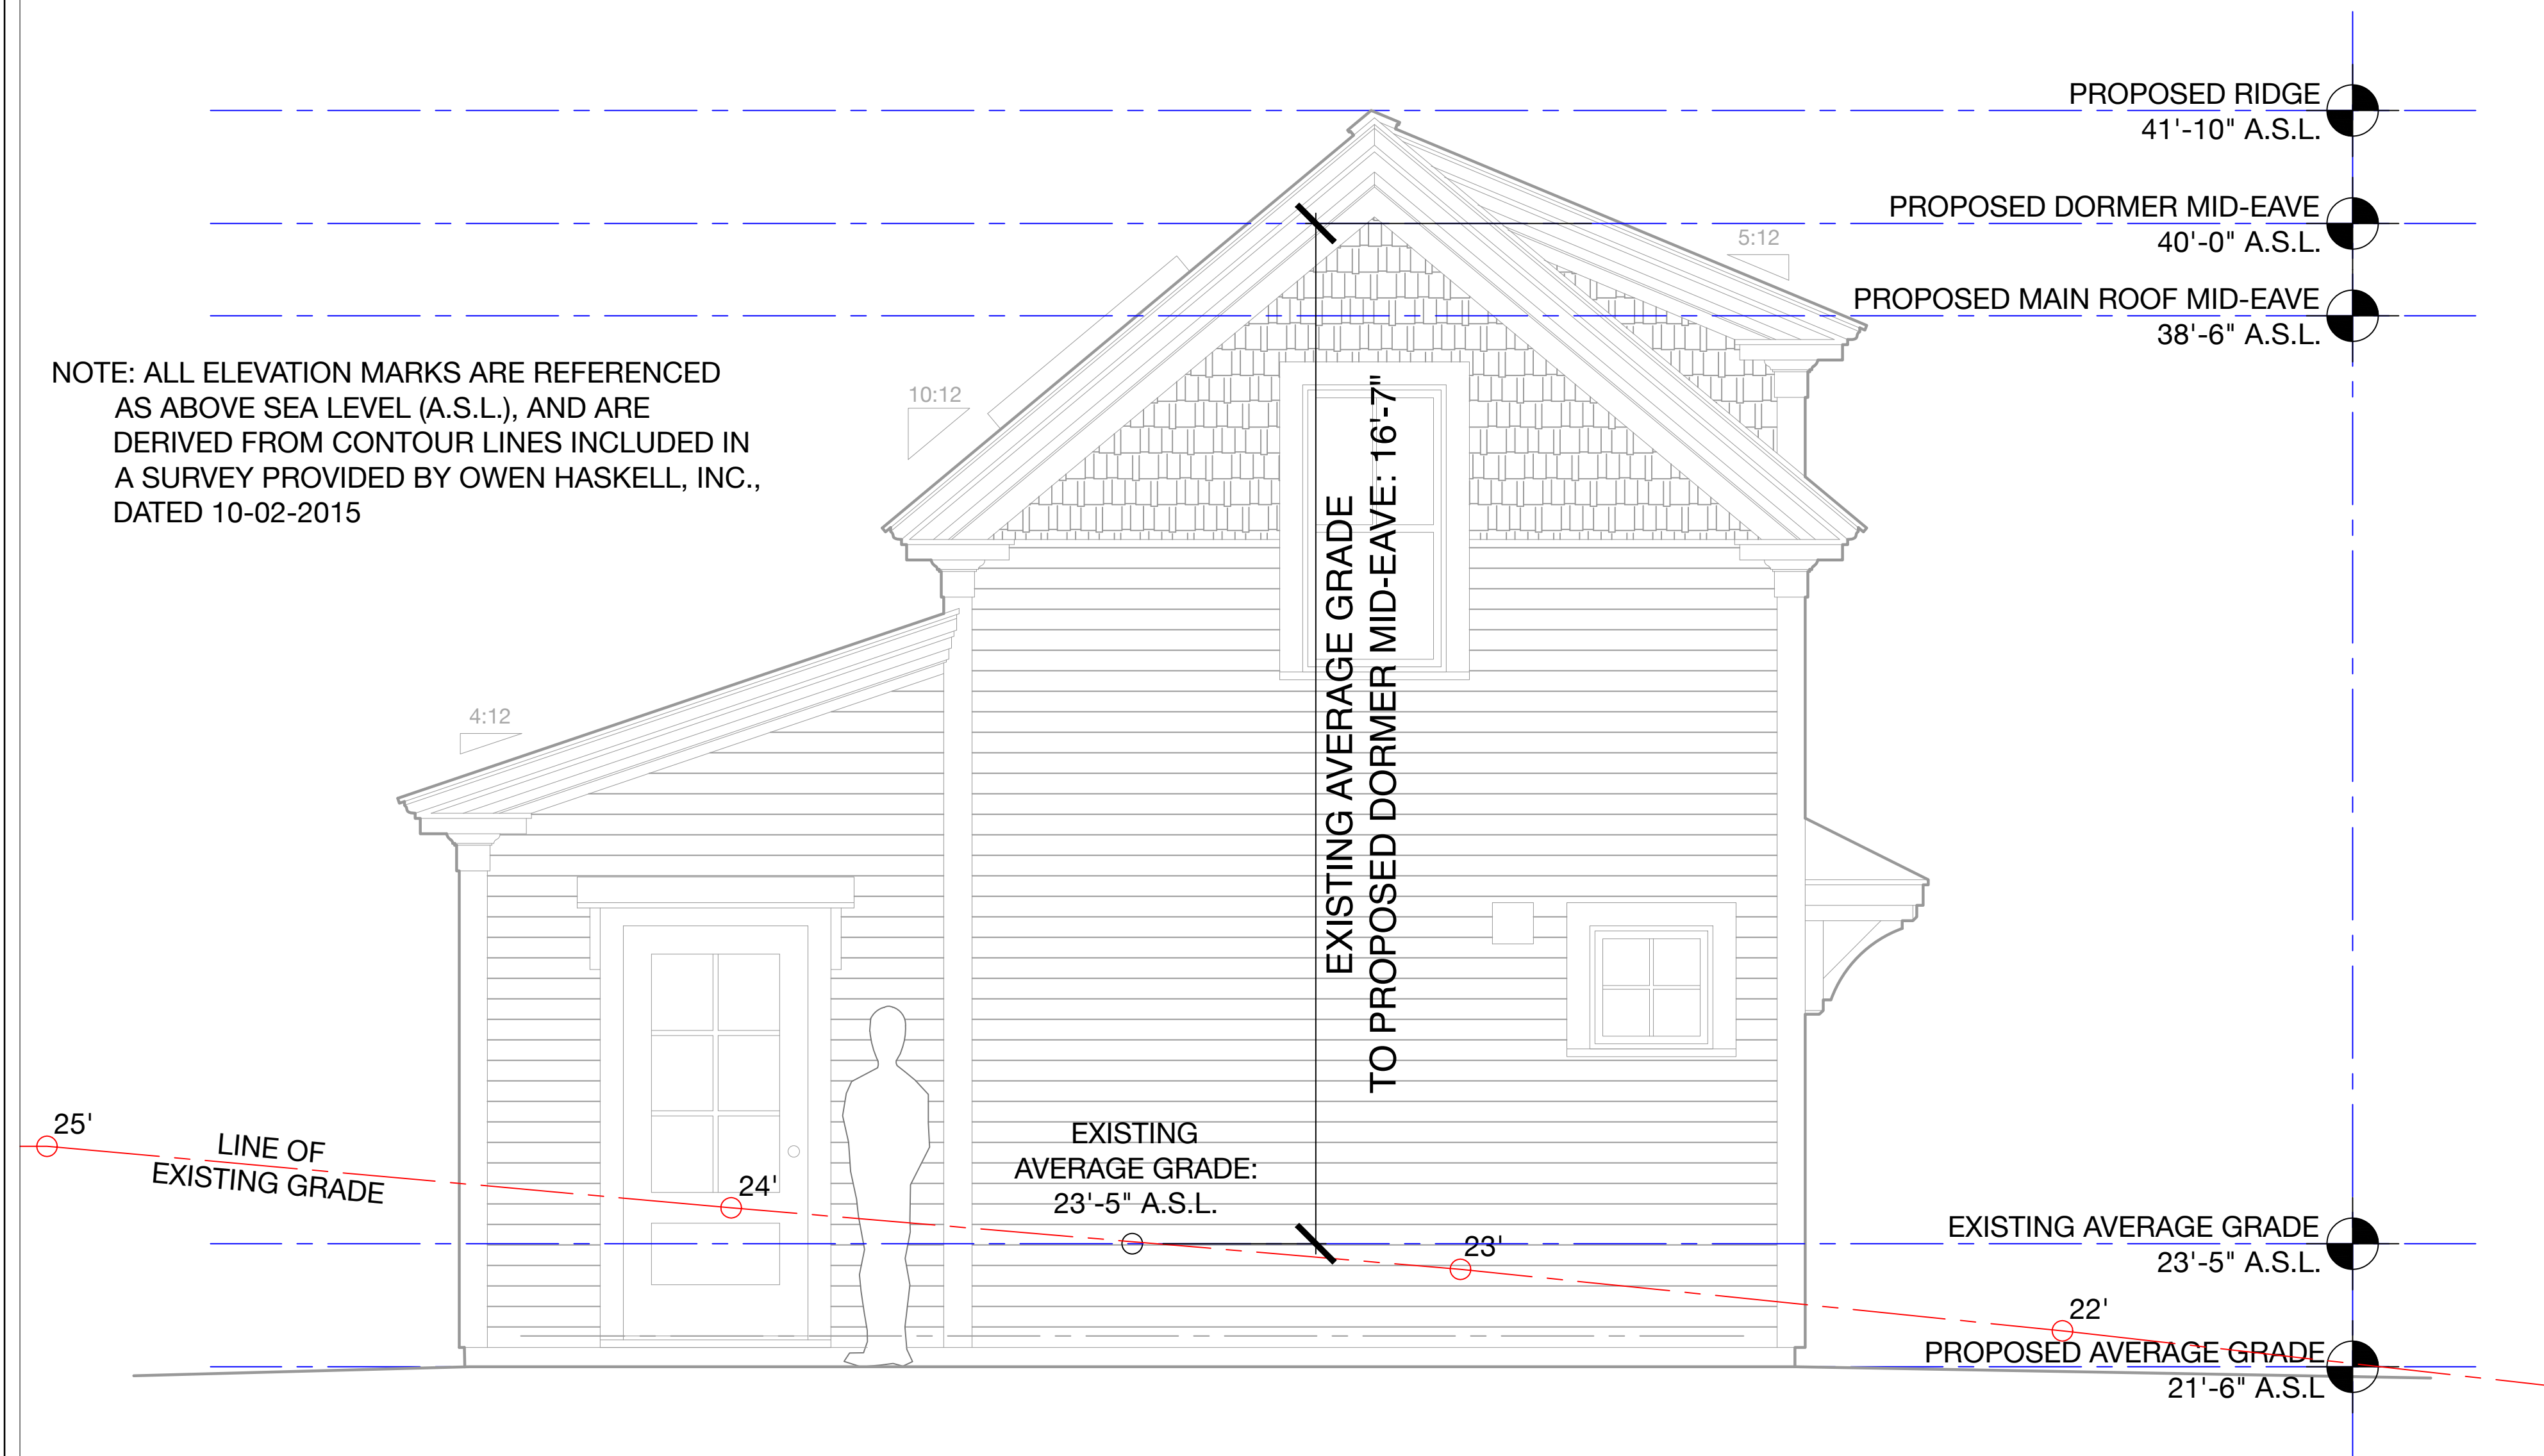 PROPOSED RIDGE
41'-10" A.S.L.
PROPOSED DORMER MID-EAVE
40'-0" A.S.L.
5:12
PROPOSED MAIN ROOF MID-EAVE
38'-6" A.S.L.
NOTE: ALL ELEVATION MARKS ARE REFERENCED
AS ABOVE SEA LEVEL (A.S.L.), AND ARE
DERIVED FROM CONTOUR LINES INCLUDED IN
A SURVEY PROVIDED BY OWEN HASKELL, INC.,
DATED 10-02-2015
10:12
4:12
EXISTING AVERAGE GRADE
TO PROPOSED DORMER MID-EAVE: 16'-7"
25'
LINE OF
EXISTING GRADE
24'
EXISTING
AVERAGE GRADE:
23'-5" A.S.L.
23'
EXISTING AVERAGE GRADE
23'-5" A.S.L.
22'
PROPOSED AVERAGE GRADE
21'-6" A.S.L